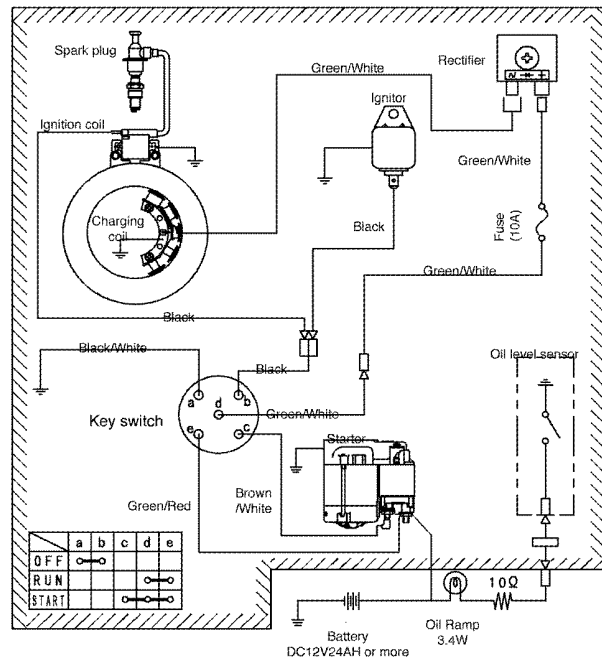 Spark plug
Green/White
Rectifier
Ignitor
Ignition coil
Green/White
Charging
coil
Fuse
(10A)
Black
Green/White
Black
Black/White
Oil level sensor
Black
a
b
d
Green/White
Key switch
e
c
Startor
Brown
/White
Green/Red
a b c d e
OFF
RUN
START
10Ω
Battery
DC12V24AH or more
Oil Ramp
3.4W